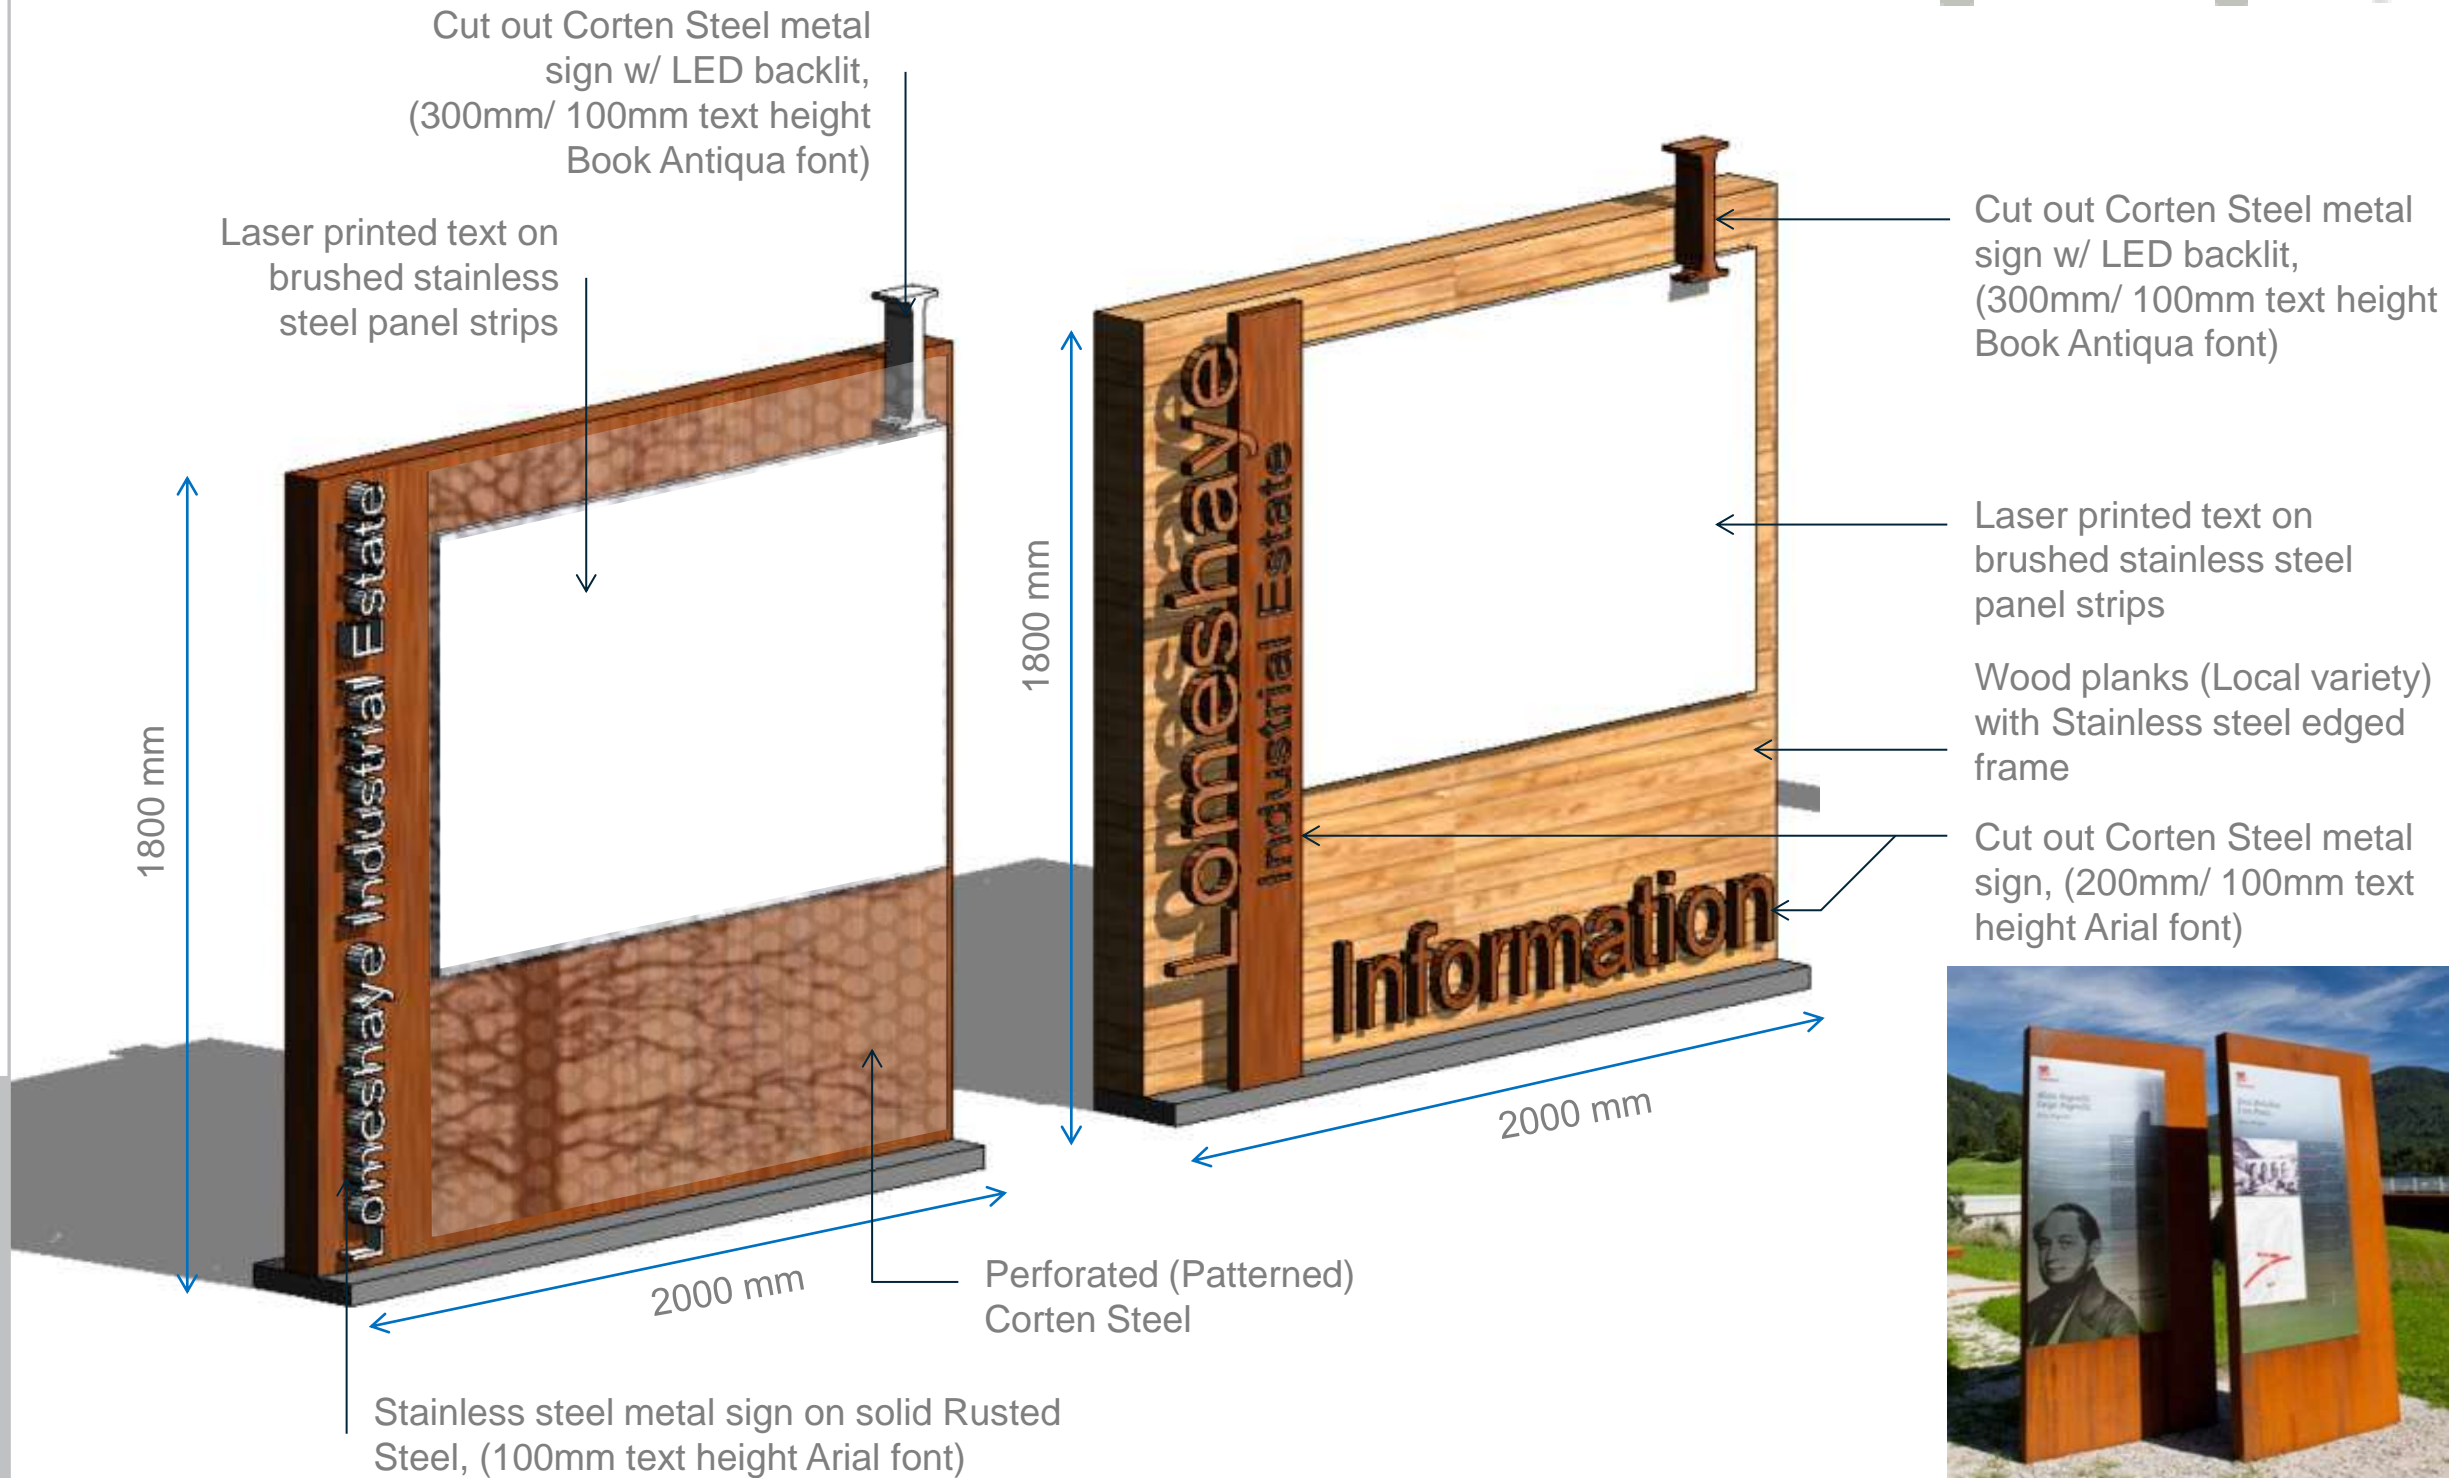 Cut out Corten Steel metal
sign w/ LED backlit,
(300mm/ 100mm text height
Book Antiqua font)
Laser printed text on
brushed stainless
steel panel strips
1800 mm
Lomeshaye Industrial Estate
I
2000 mm
Perforated (Patterned)
Corten Steel
Stainless steel metal sign on solid Rusted
Steel, (100mm text height Arial font)
1800 mm
Lomeshaye
Industrial Estate
I
Information
2000 mm
Cut out Corten Steel metal
sign w/ LED backlit,
(300mm/ 100mm text height
Book Antiqua font)
Laser printed text on
brushed stainless steel
panel strips
Wood planks (Local variety)
with Stainless steel edged
frame
Cut out Corten Steel metal
sign, (200mm/ 100mm text
height Arial font)